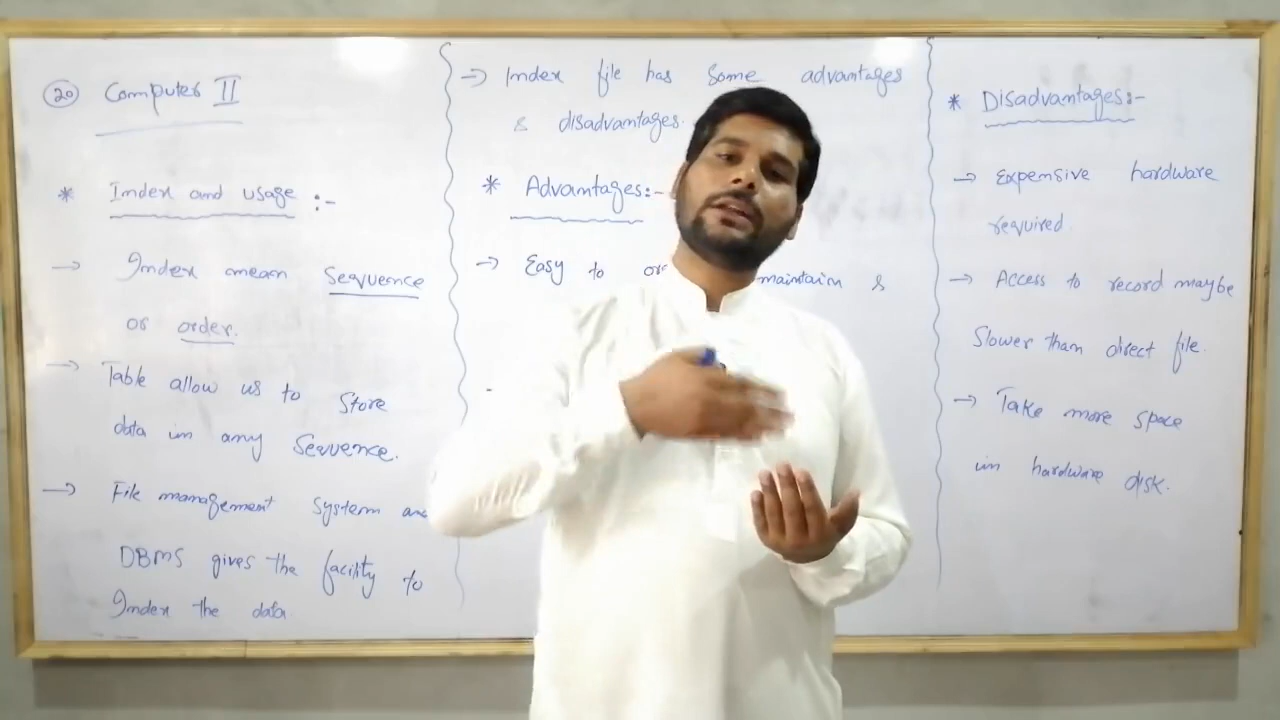 20 Computer II
* Index and usage :-
→ Index mean Sequence
or order.
→ Table allow us to Store
data in any Sequence.
→ File management System
DBMS gives the facility to
Index the data
→ Index file has some advantages
& disadvantages.
* Advantages:-
→ Easy to maintain &
* Disadvantages:-
→ Expensive hardware
required.
→ Access to record maybe
Slower than direct file.
→ Take more space
in hardware disk.